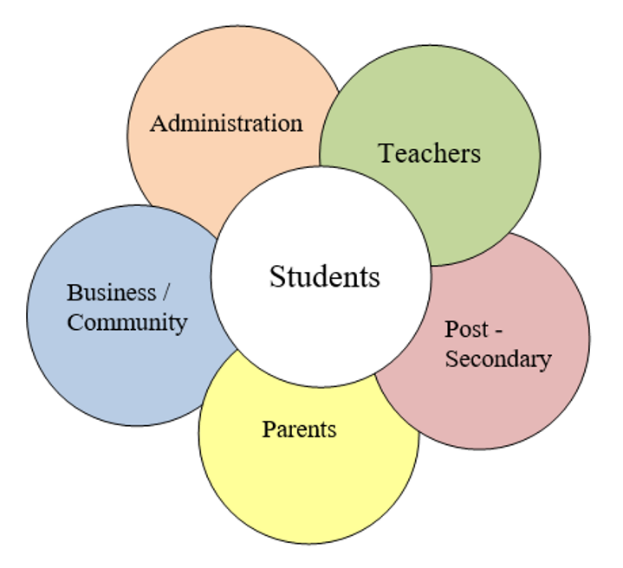 Administration
Teachers
Students
Business /
Community
Post -
Secondary
Parents